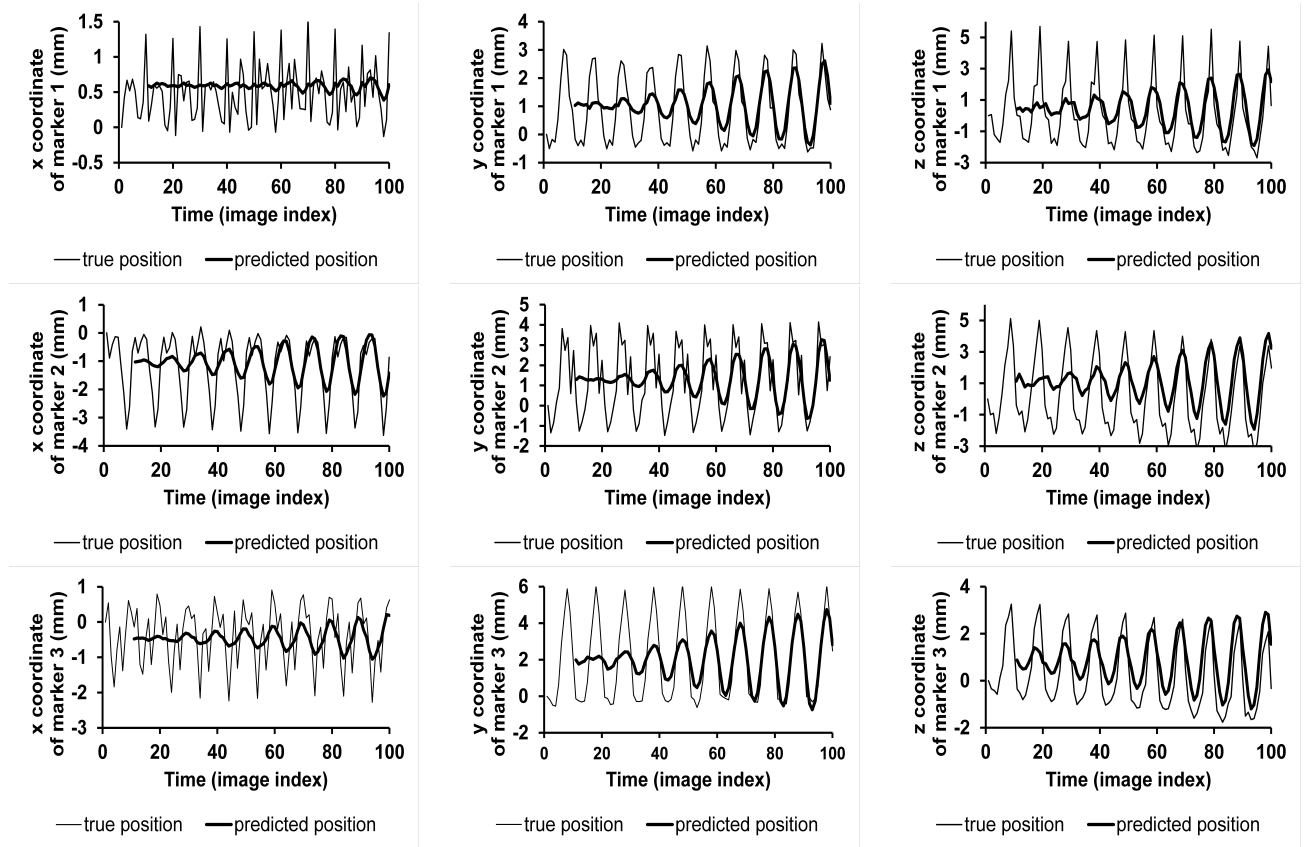 x coordinate
of marker 1 (mm)
1.5
1
0.5
0
-0.5
0 20 40 60 80 100
Time (image index)
true position predicted position
y coordinate
of marker 1 (mm)
4
3
2
1
0
-1
0 20 40 60 80 100
Time (image index)
true position predicted position
z coordinate
of marker 1 (mm)
5
3
1
-1
-3
0 20 40 60 80 100
Time (image index)
true position predicted position
x coordinate
of marker 2 (mm)
1
0
-1
-2
-3
-4
0 20 40 60 80 100
Time (image index)
true position predicted position
y coordinate
of marker 2 (mm)
5
4
3
2
1
0
-1
-2
0 20 40 60 80 100
Time (image index)
true position predicted position
z coordinate
of marker 2 (mm)
5
3
1
-1
-3
0 20 40 60 80 100
Time (image index)
true position predicted position
x coordinate
of marker 3 (mm)
1
0
-1
-2
-3
0 20 40 60 80 100
Time (image index)
true position predicted position
y coordinate
of marker 3 (mm)
6
4
2
0
-2
0 20 40 60 80 100
Time (image index)
true position predicted position
z coordinate
of marker 3 (mm)
4
2
0
-2
0 20 40 60 80 100
Time (image index)
true position predicted position